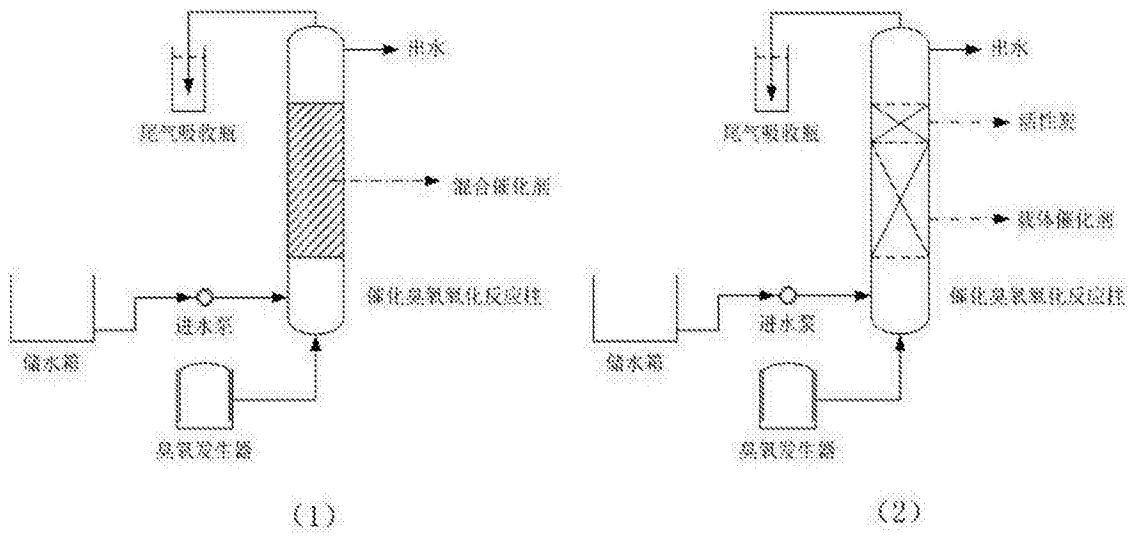 出水
尾气吸收瓶
混合催化剂
催化臭氧氧化反应柱
进水泵
储水箱
臭氧发生器
(1)
出水
尾气吸收瓶
活性炭
载体催化剂
催化臭氧氧化反应柱
进水泵
储水箱
臭氧发生器
(2)